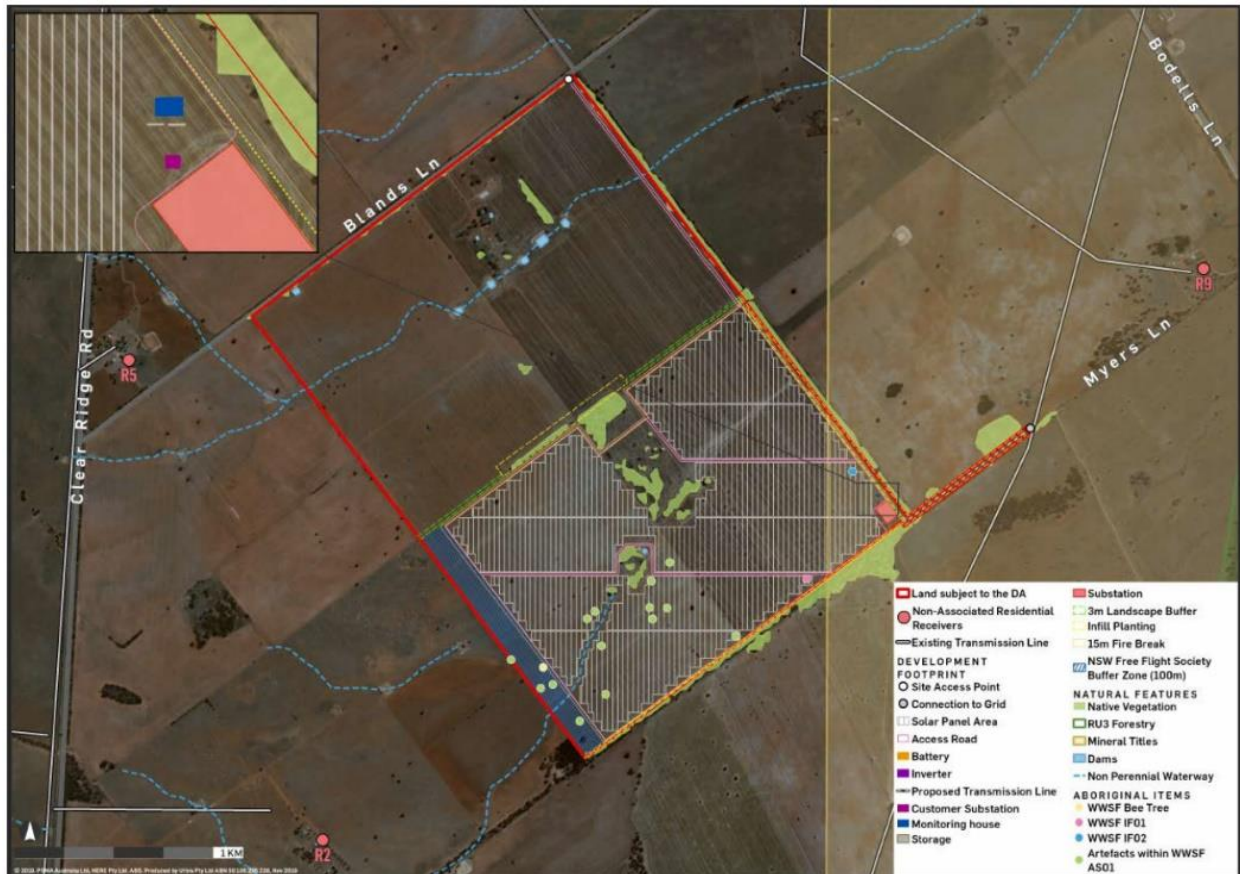 Bodells Ln
Blands Ln
R9
Myers Ln
Clear Ridge Rd
R5
R2
1 KM
Land subject to the DA
Non-Associated Residential
Receivers
Existing Transmission Line
DEVELOPMENT
FOOTPRINT
Site Access Point
Connection to Grid
Solar Panel Area
Access Road
Battery
Inverter
Proposed Transmission Line
Customer Substation
Monitoring house
Storage
Substation
3m Landscape Buffer
Infill Planting
15m Fire Break
NSW Free Flight Society
Buffer Zone (100m)
NATURAL FEATURES
Native Vegetation
RU3 Forestry
Mineral Titles
Dams
Non Perennial Waterway
ABORIGINAL ITEMS
WWSF Bee Tree
WWSF IF01
WWSF IF02
Artefacts within WWSF
AS01